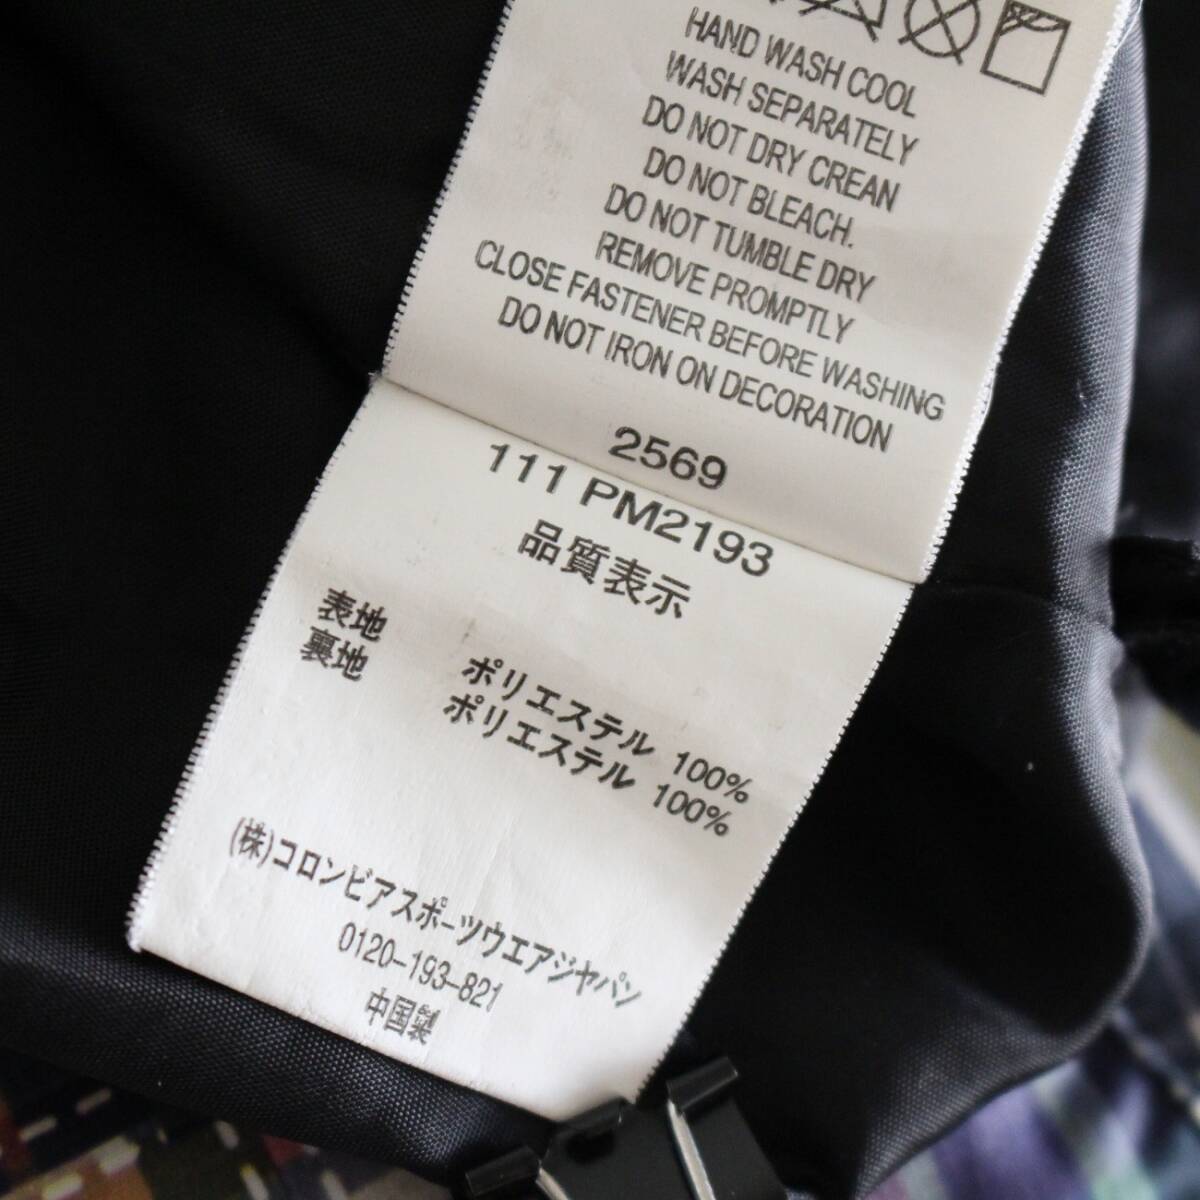 HAND WASH COOL
WASH SEPARATELY
DO NOT DRY CREAN
DO NOT BLEACH.
DO NOT TUMBLE DRY
REMOVE PROMPTLY
CLOSE FASTENER BEFORE WASHING
DO NOT IRON ON DECORATION
2569
111 PM2193
品質表示
表地 ポリエステル 100%
裏地 ポリエステル 100%
(株)コロンビアスポーツウエアジャパン
0120-193-821
中国製